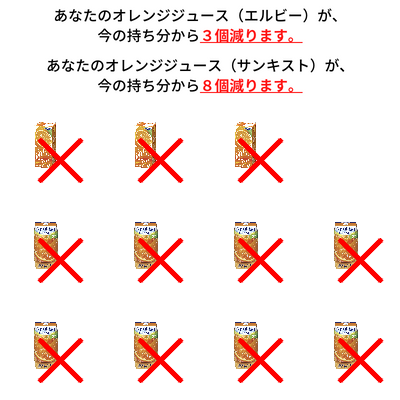 あなたのオレンジジュース（エルビー）が、
今の持ち分から３個減ります。
あなたのオレンジジュース（サンキスト）が、
今の持ち分から８個減ります。